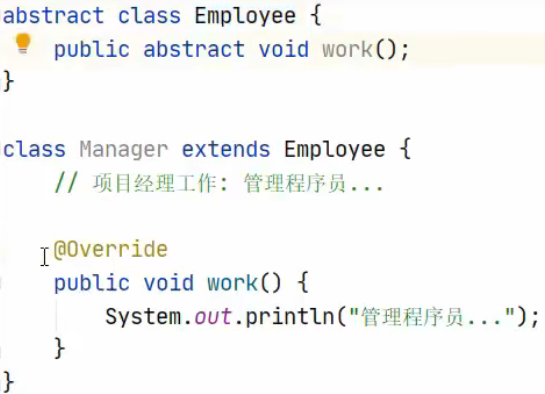 abstract class Employee {
    public abstract void work();
}

class Manager extends Employee {
    // 项目经理工作: 管理程序员...

    @Override
    public void work() {
        System.out.println("管理程序员...");
    }
}